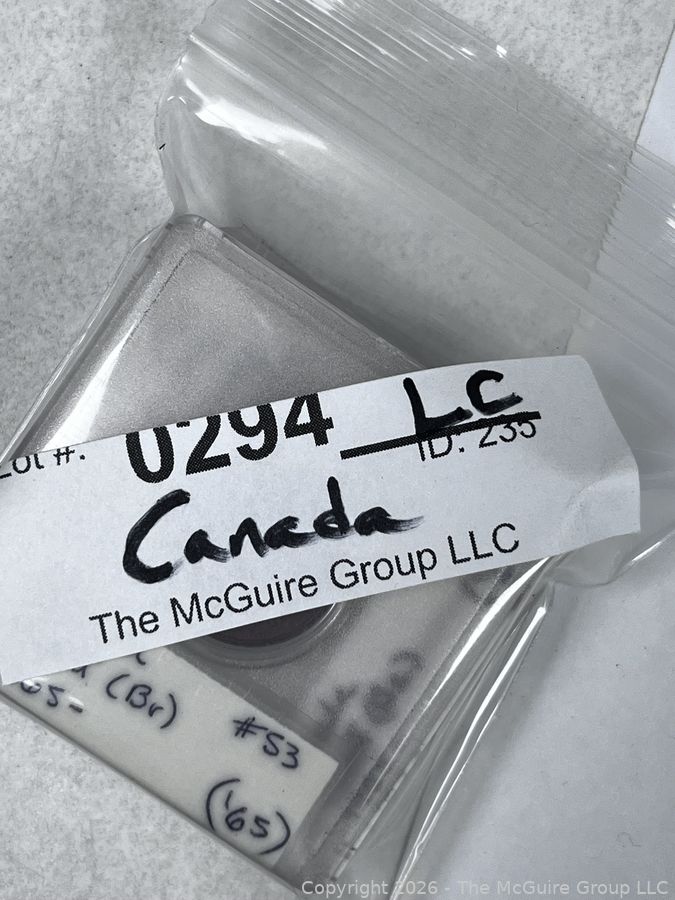 Lot #: 0294 LC
ID: 235
Canada
The McGuire Group LLC
(Br)
65-
#53
('65)
Copyright 2026 - The McGuire Group LLC